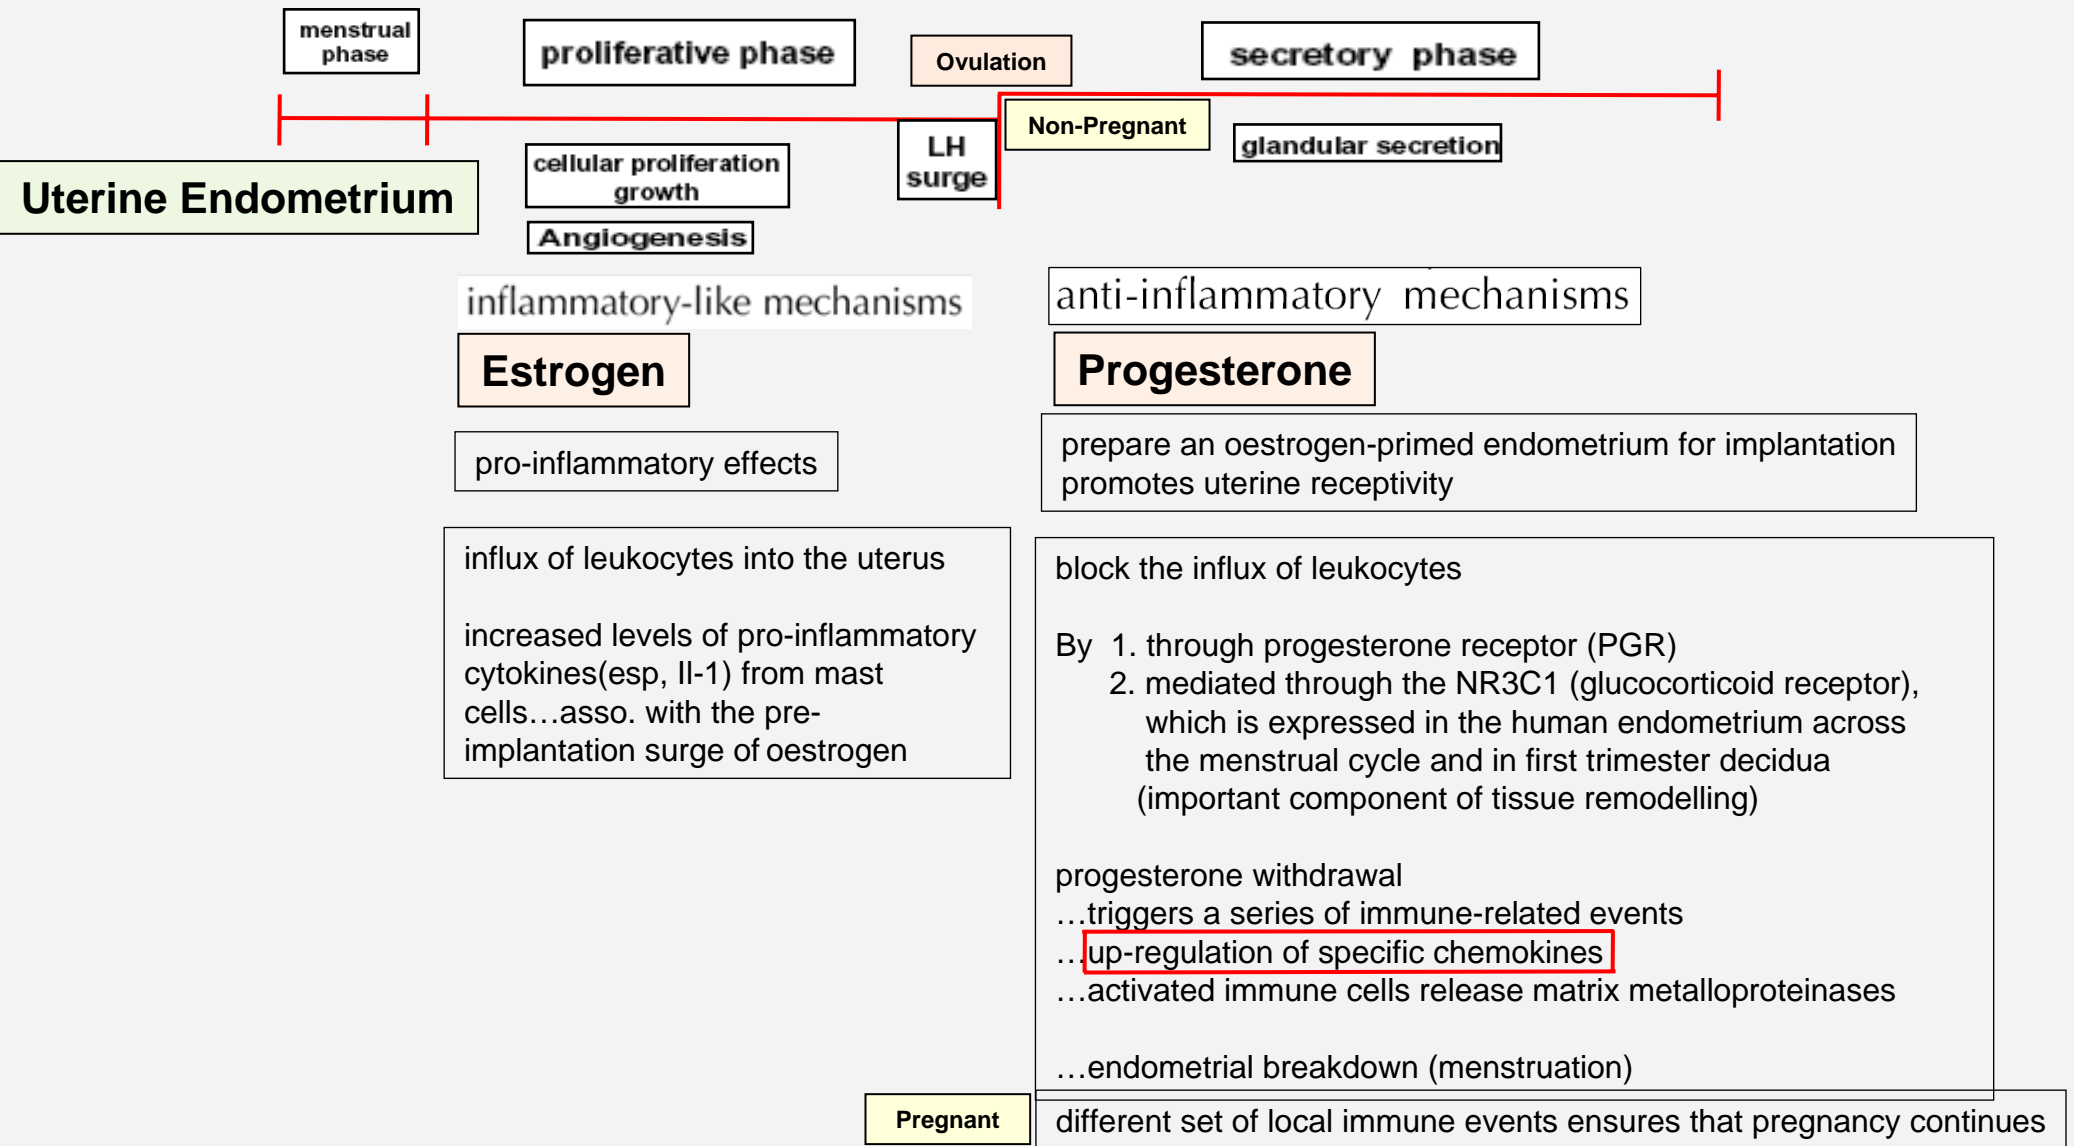 menstrual
phase
proliferative phase
Ovulation
secretory phase
Non-Pregnant
LH
surge
glandular secretion
cellular proliferation
growth
Uterine Endometrium
Angiogenesis
inflammatory-like mechanisms
anti-inflammatory mechanisms
Estrogen
Progesterone
pro-inflammatory effects
prepare an oestrogen-primed endometrium for implantation
promotes uterine receptivity
influx of leukocytes into the uterus
increased levels of pro-inflammatory
cytokines(esp, Il-1) from mast
cells…asso. with the pre-
implantation surge of oestrogen
block the influx of leukocytes
By 1. through progesterone receptor (PGR)
2. mediated through the NR3C1 (glucocorticoid receptor),
which is expressed in the human endometrium across
the menstrual cycle and in first trimester decidua
(important component of tissue remodelling)
progesterone withdrawal
…triggers a series of immune-related events
…up-regulation of specific chemokines
…activated immune cells release matrix metalloproteinases
…endometrial breakdown (menstruation)
Pregnant
different set of local immune events ensures that pregnancy continues